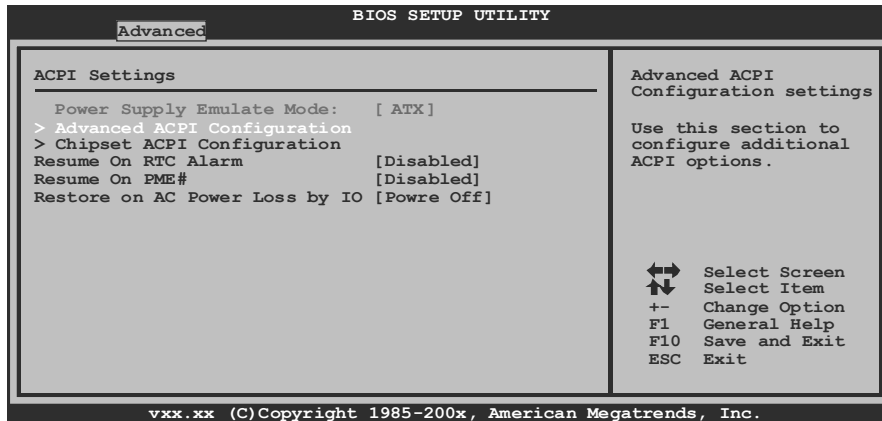 BIOS SETUP UTILITY
Advanced
ACPI Settings
Power Supply Emulate Mode: [ ATX]
> Advanced ACPI Configuration
> Chipset ACPI Configuration
Resume On RTC Alarm [Disabled]
Resume On PME# [Disabled]
Restore on AC Power Loss by IO [Powre Off]
Advanced ACPI
Configuration settings
Use this section to
configure additional
ACPI options.
Select Screen
Select Item
+- Change Option
F1 General Help
F10 Save and Exit
ESC Exit
vxx.xx (C)Copyright 1985-200x, American Megatrends, Inc.